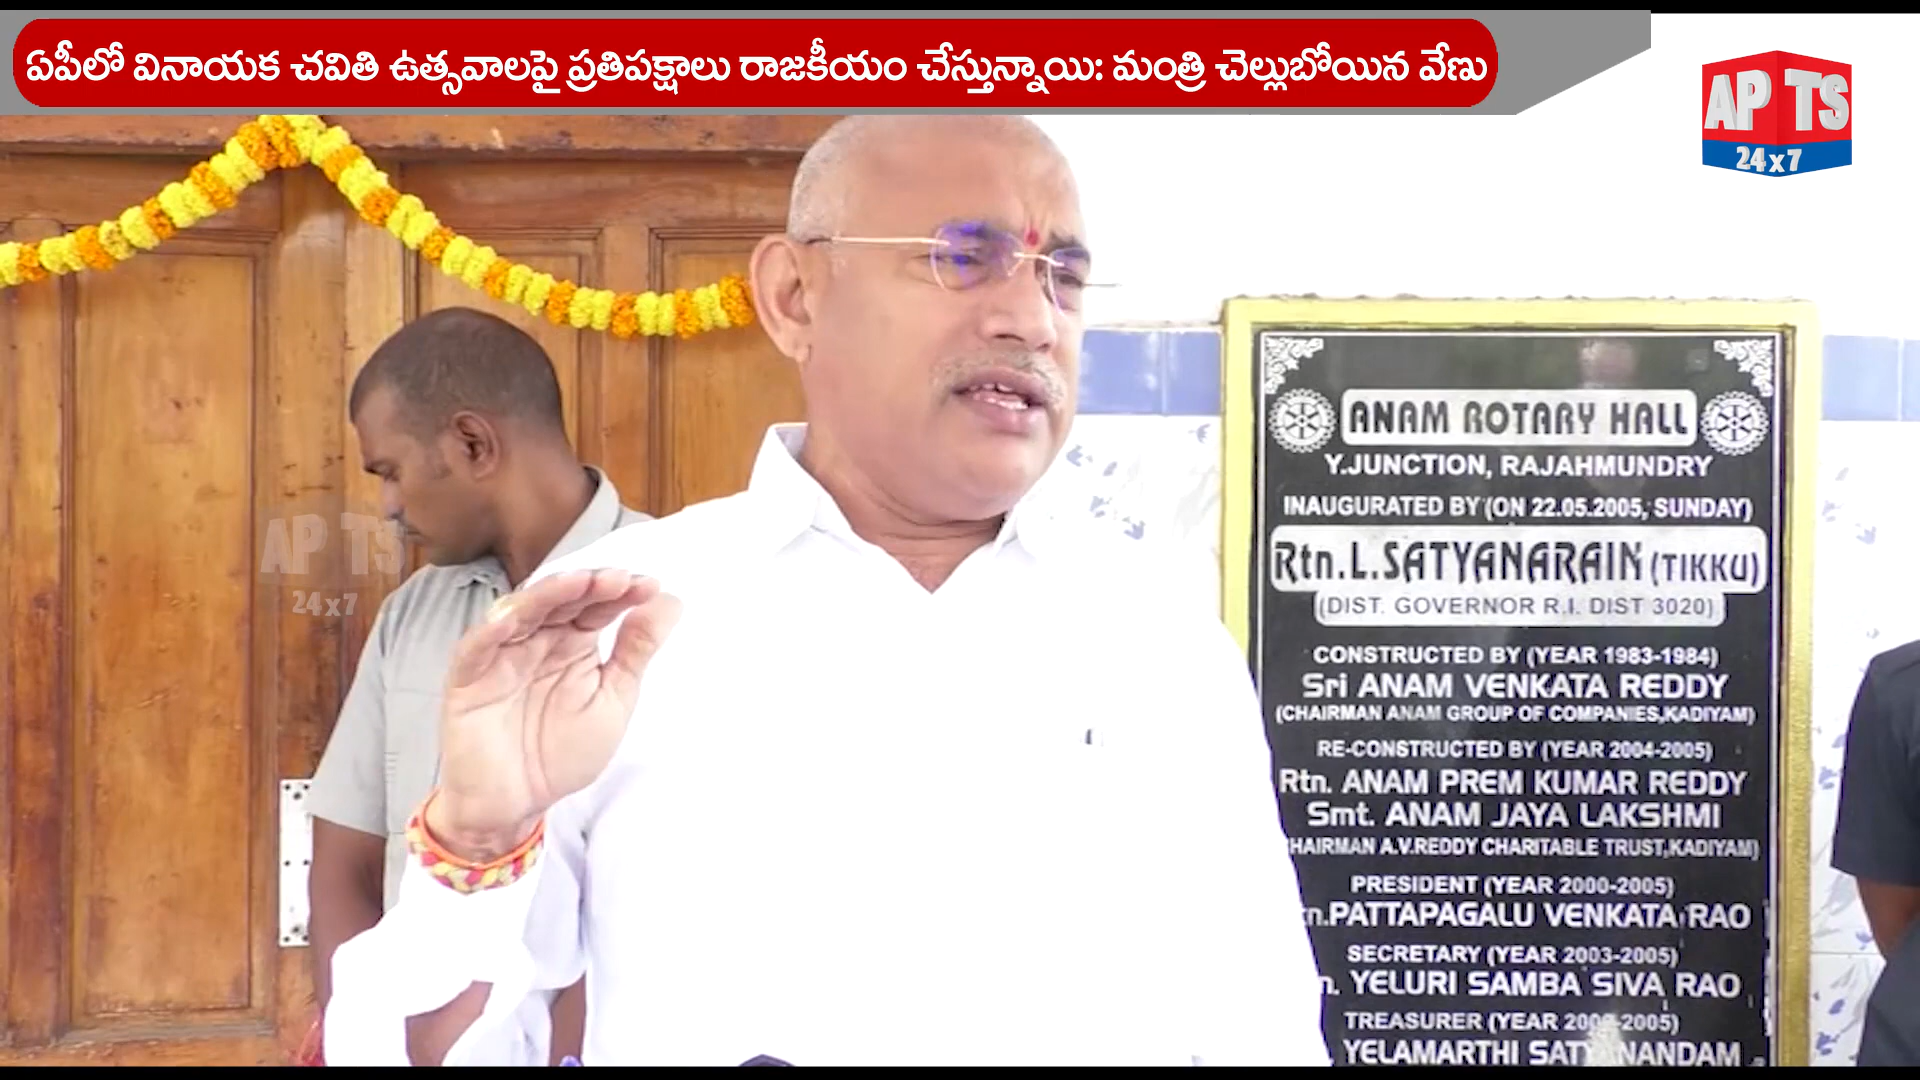 ఏపీలో వినాయక చవితి ఉత్సవాలపై ప్రతిపక్షాలు రాజకీయం చేస్తున్నాయి: మంత్రి చెల్లుబోయిన వేణు
AP TS
24x7
AP TS
24x7
ANAM ROTARY HALL
Y.JUNCTION, RAJAHMUNDRY
INAUGURATED BY (ON 22.05.2005, SUNDAY)
Rtn.L.SATYANARAIN (TIKKU)
(DIST. GOVERNOR R.I. DIST 3020)
CONSTRUCTED BY (YEAR 1983-1984)
Sri ANAM VENKATA REDDY
(CHAIRMAN ANAM GROUP OF COMPANIES,KADIYAM)
RE-CONSTRUCTED BY (YEAR 2004-2005)
Rtn. ANAM PREM KUMAR REDDY
Smt. ANAM JAYA LAKSHMI
HAIRMAN A.V.REDDY CHARITABLE TRUST,KADIYAM)
PRESIDENT (YEAR 2000-2005)
n.PATTAPAGALU VENKATA RAO
SECRETARY (YEAR 2003-2005)
n. YELURI SAMBA SIVA RAO
TREASURER (YEAR
YELAMARTHI